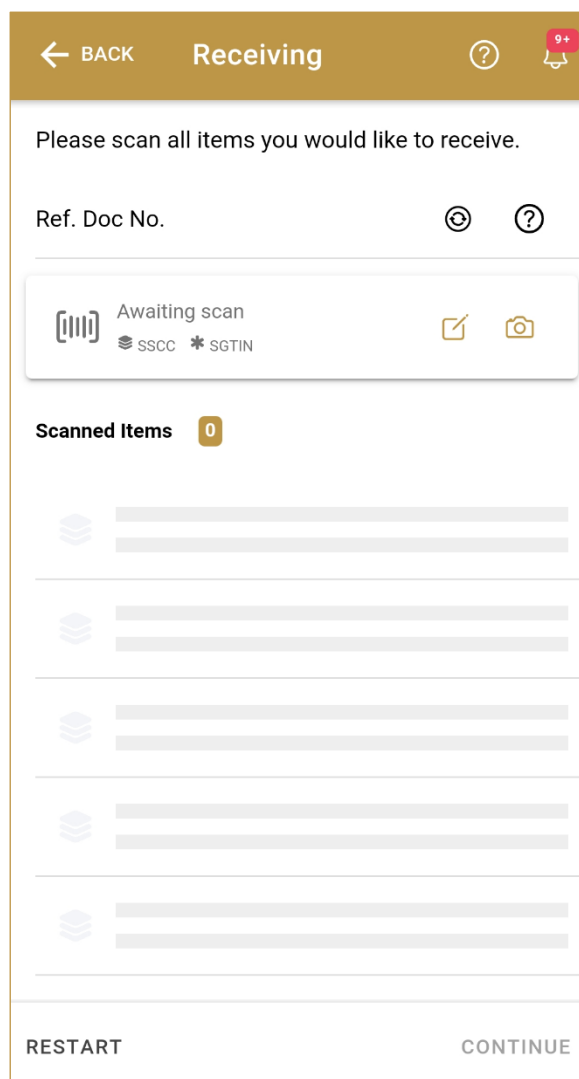 BACK Receiving 9+
Please scan all items you would like to receive.
Ref. Doc No.
Awaiting scan
SSCC SGTIN
Scanned Items 0
RESTART CONTINUE